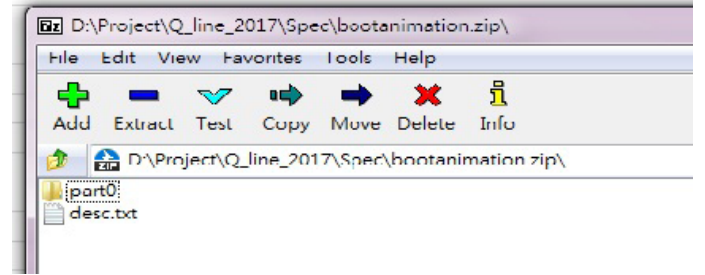 D:\Project\Q_line_2017\Spec\bootanimation.zip\
File Edit View Favorites Tools Help
Add Extract Test Copy Move Delete Info
D:\Project\Q_line_2017\Spec\bootanimation.zip\
part0
desc.txt